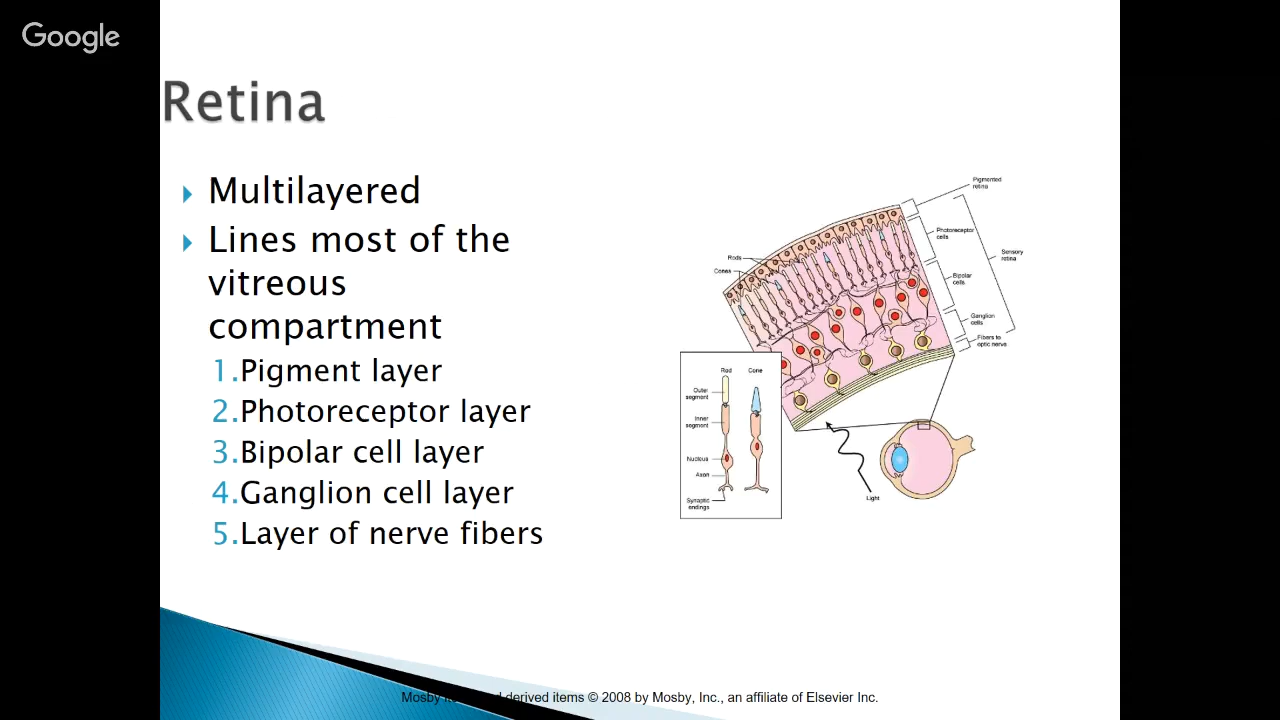 Google
Retina
Multilayered
Lines most of the
vitreous
compartment
1.Pigment layer
2.Photoreceptor layer
3.Bipolar cell layer
4.Ganglion cell layer
5.Layer of nerve fibers
Pigmented
retina
Photoreceptor
cells
Sensory
retina
Bipolar
cells
Ganglion
cells
Fibers to
optic nerve
Rods
Cones
Rod
Cone
Outer
segment
Inner
segment
Nucleus
Axon
Synaptic
endings
Light
Mosby derived items © 2008 by Mosby, Inc., an affiliate of Elsevier Inc.